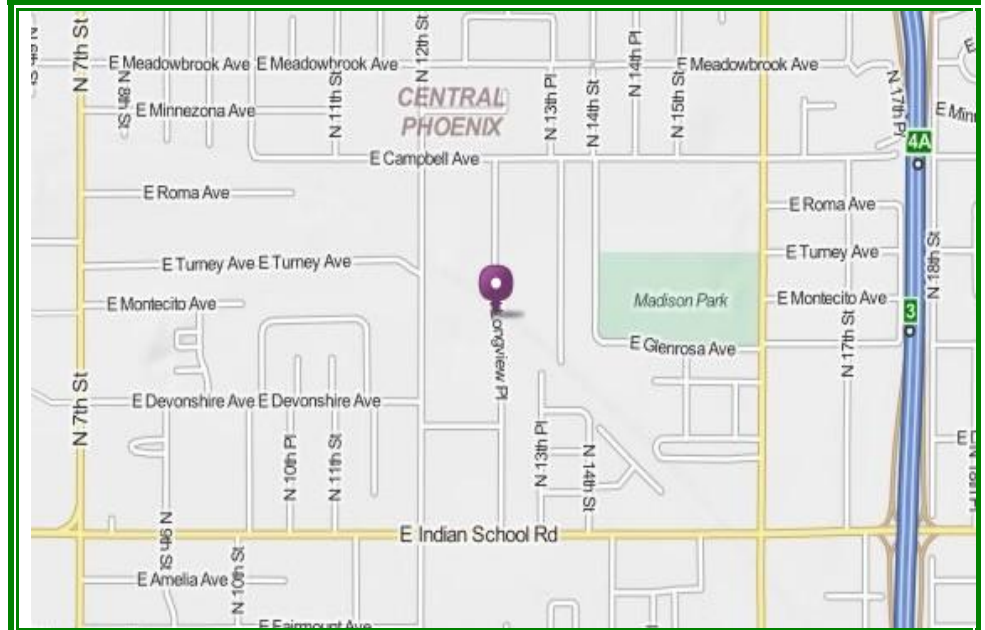 N 7th St
N 12th St
E Meadowbrook Ave
E Meadowbrook Ave
E Meadowbrook Ave
N 8th St
N 11th St
N 13th Pl
N 14th St
N 14th Pl
N 15th St
N 17th Pl
E Minnezona Ave
CENTRAL
PHOENIX
4A
E Campbell Ave
E Roma Ave
E Roma Ave
E Turney Ave
E Turney Ave
E Turney Ave
N 18th St
E Montecito Ave
Madison Park
E Montecito Ave
3
Longview Pl
E Glenrosa Ave
N 17th St
N 7th St
E Devonshire Ave
E Devonshire Ave
N 10th Pl
N 11th St
N 13th Pl
N 14th St
E Indian School Rd
N 9th St
E Amelia Ave
N 10th St
E Fairmount Ave